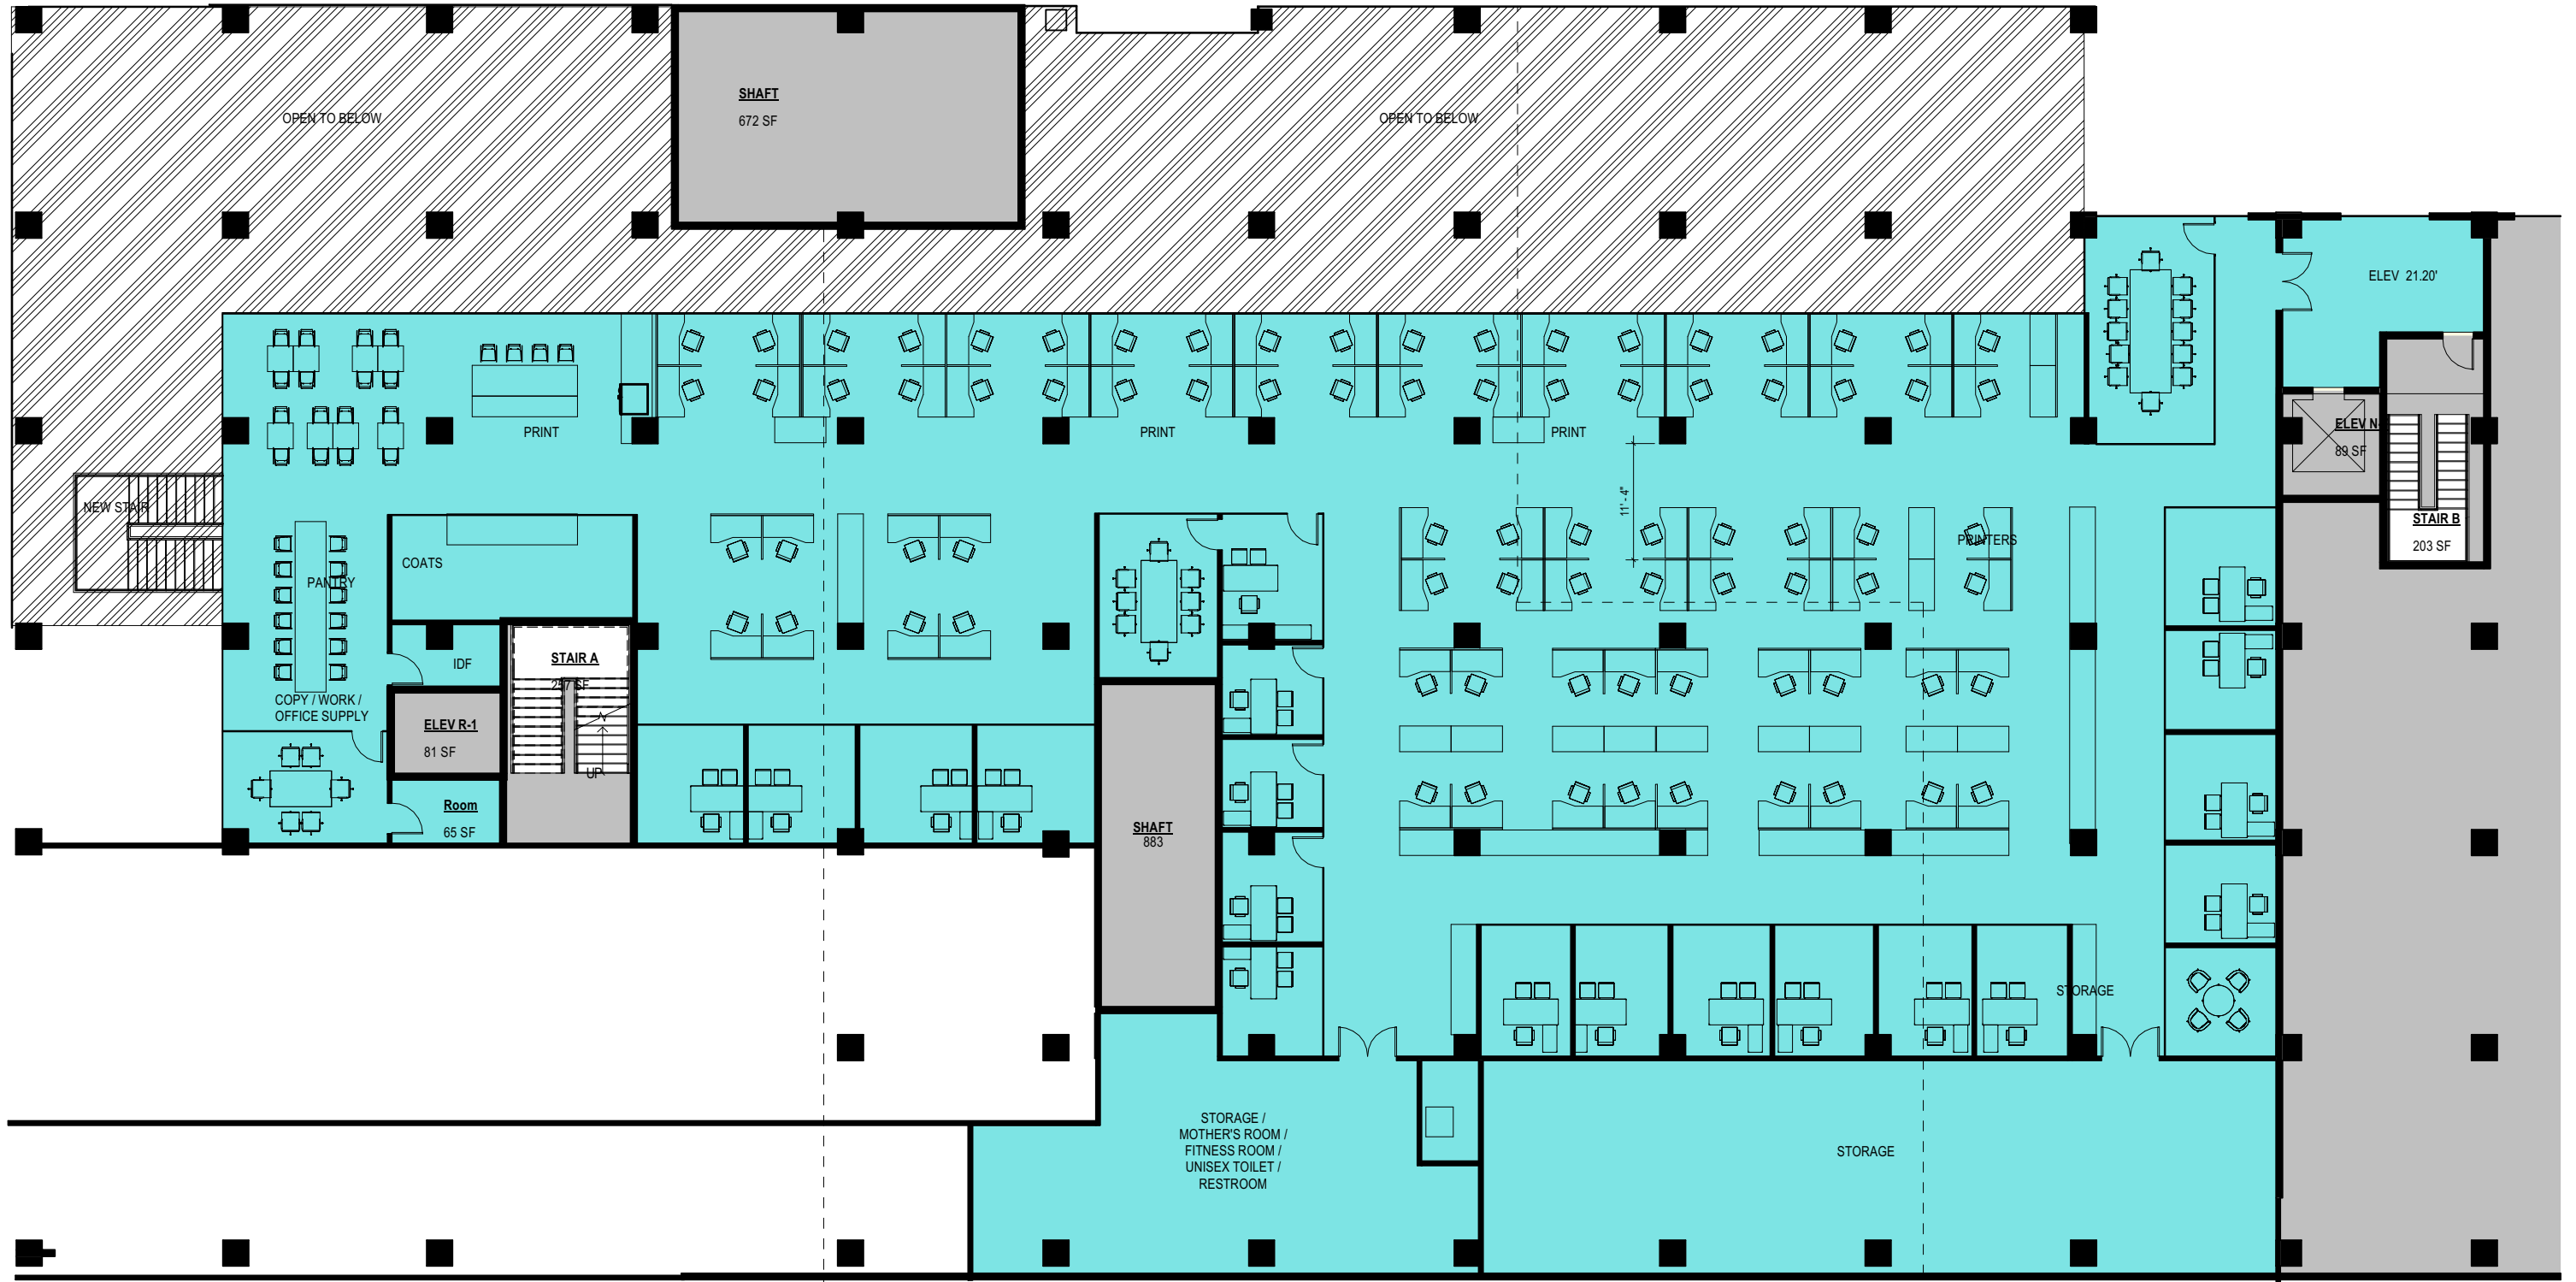 SHAFT
672 SF
OPEN TO BELOW
OPEN TO BELOW
ELEV 21.20'
PRINT
PRINT
PRINT
ELEV N-
89 SF
11' - 4"
NEW STAIR
STAIR B
203 SF
PRINTERS
COATS
PANTRY
IDF
STAIR A
257 SF
COPY / WORK /
OFFICE SUPPLY
ELEV R-1
81 SF
UP
Room
65 SF
SHAFT
883
STORAGE
STORAGE /
MOTHER'S ROOM /
FITNESS ROOM /
UNISEX TOILET /
RESTROOM
STORAGE